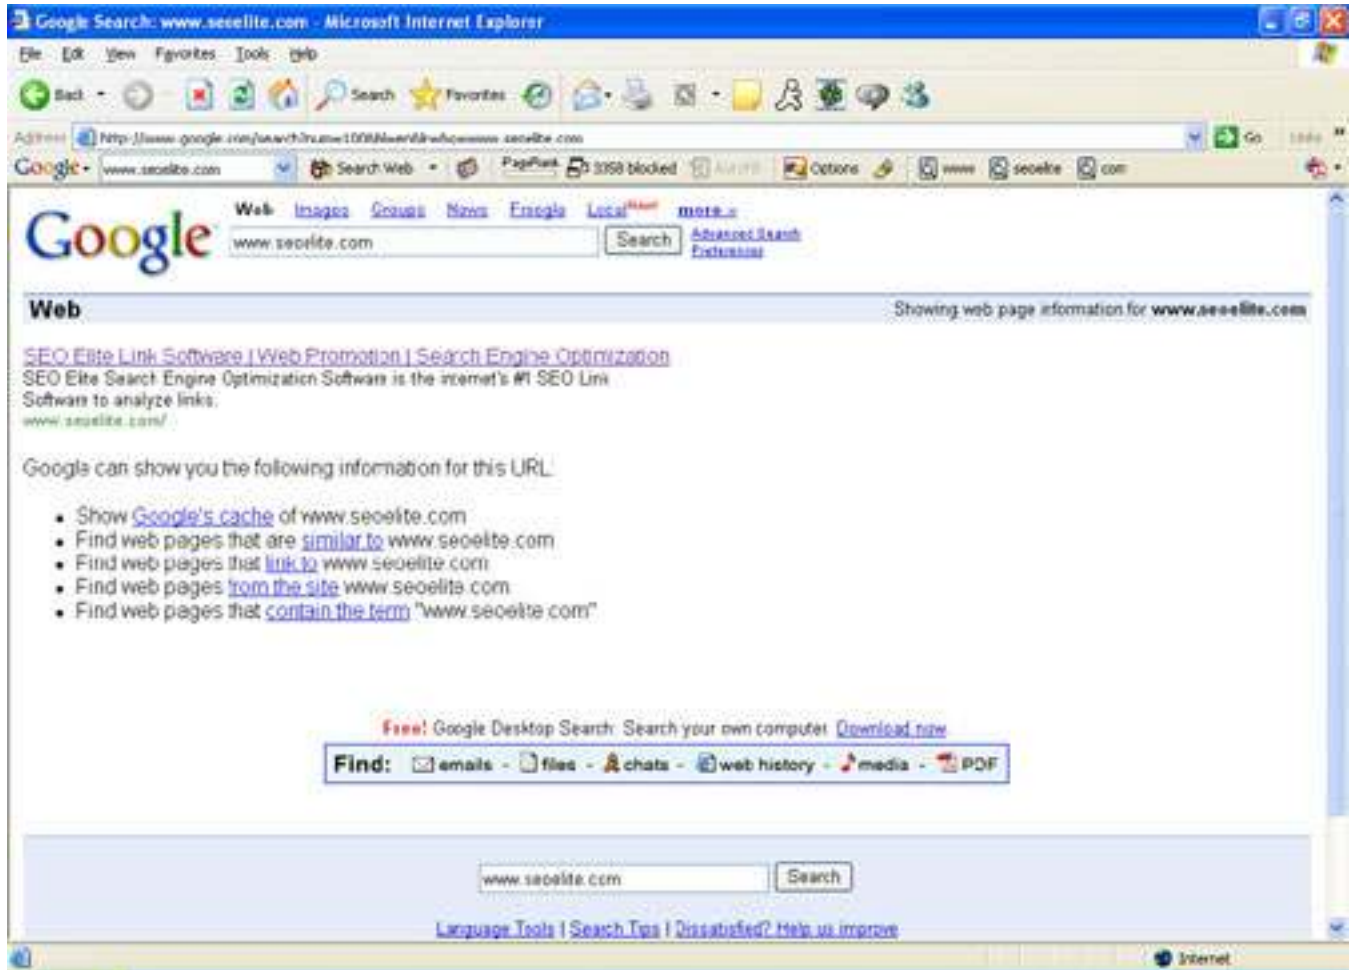 Google Search: www.seoelite.com - Microsoft Internet Explorer
File Edit View Favorites Tools Help
Back Search Favorites
Address Go Links
Google www.seoelite.com Search Web PageRank 3358 blocked Options www seoelite com
Web Images Groups News Froogle Local more »
Google www.seoelite.com Search Advanced Search
Preferences
Web Showing web page information for www.seoelite.com
SEO Elite Link Software | Web Promotion | Search Engine Optimization
SEO Elite Search Engine Optimization Software is the internet's #1 SEO Link
Software to analyze links.
www.seoelite.com/
Google can show you the following information for this URL:
• Show Google's cache of www.seoelite.com
• Find web pages that are similar to www.seoelite.com
• Find web pages that link to www.seoelite.com
• Find web pages from the site www.seoelite.com
• Find web pages that contain the term "www.seoelite.com"
Free! Google Desktop Search: Search your own computer. Download now.
Find: emails - files - chats - web history - media - PDF
www.seoelite.com Search
Language Tools | Search Tips | Dissatisfied? Help us improve
Internet